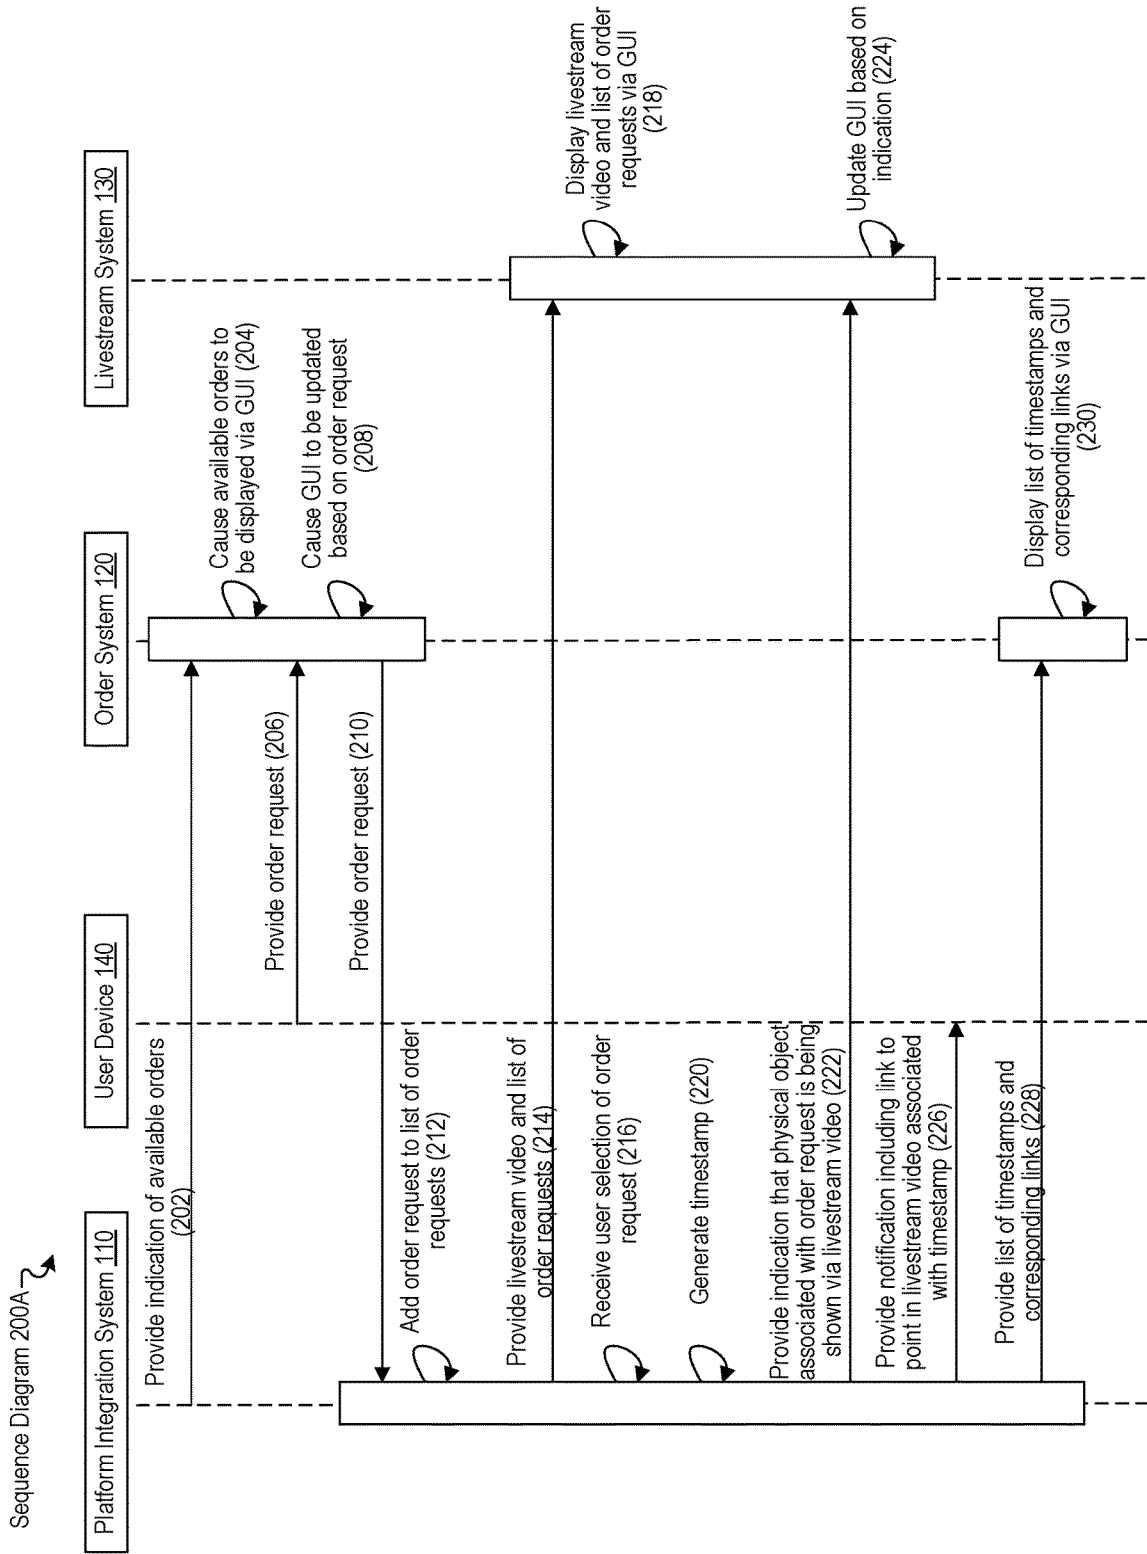 Sequence Diagram 200A
Platform Integration System 110
User Device 140
Order System 120
Livestream System 130
Provide indication of available orders
(202)
Cause available orders to
be displayed via GUI (204)
Provide order request (206)
Cause GUI to be updated
based on order request
(208)
Provide order request (210)
Add order request to list of order
requests (212)
Provide livestream video and list of
order requests (214)
Receive user selection of order
request (216)
Display livestream
video and list of order
requests via GUI
(218)
Generate timestamp (220)
Provide indication that physical object
associated with order request is being
shown via livestream video (222)
Update GUI based on
indication (224)
Provide notification including link to
point in livestream video associated
with timestamp (226)
Provide list of timestamps and
corresponding links (228)
Display list of timestamps and
corresponding links via GUI
(230)